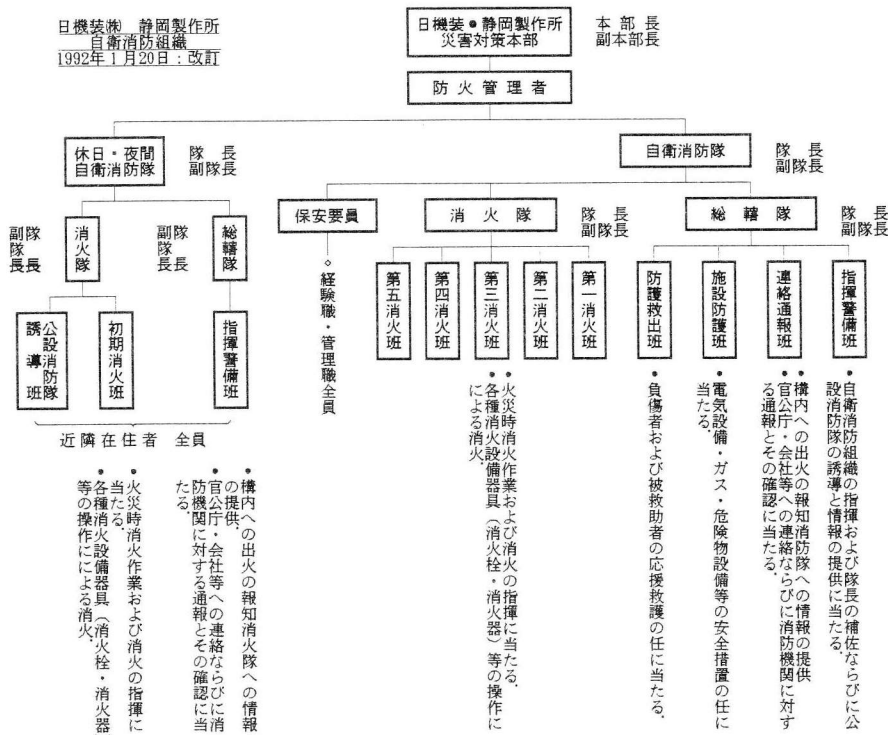 日機装㈱ 静岡製作所
自衛消防組織
1992年1月20日:改訂
日機装●静岡製作所
災害対策本部
本部長
副本部長
防火管理者
休日・夜間
自衛消防隊
隊長
副隊長
自衛消防隊
隊長
副隊長
副隊長
隊長
消火隊
副隊長
隊長
総轄隊
保安要員
消火隊
隊長
副隊長
総轄隊
隊長
副隊長
公設消防隊
誘導班
初期消火班
指揮警備班
近隣在住者 全員
◇経験職・管理職全員
第五消火班
第四消火班
第三消火班
第二消火班
第一消火班
防護救出班
施設防護班
連絡通報班
指揮警備班
●火災時消火作業および消火の指揮に
当たる.
●各種消火設備器具(消火栓・消火器
等の操作にによる消火.
●構内への出火の報知消火隊への情報
の提供.
●官公庁・会社等への連絡ならびに消
防機関に対する通報とその確認に当
たる.
●火災時消火作業および消火の指揮に当たる.
●各種消火設備器具(消火栓・消火器)等の操作に
による消火.
●負傷者および被救助者の応援救護の任に当たる.
●電気設備・ガス・危険物設備等の安全措置の任に
当たる.
●構内への出火の報知消防隊への情報の提供
●官公庁・会社等への連絡ならびに消防機関に対す
る通報とその確認に当たる.
●自衛消防組織の指揮および隊長の補佐ならびに公
設消防隊の誘導と情報の提供に当たる.